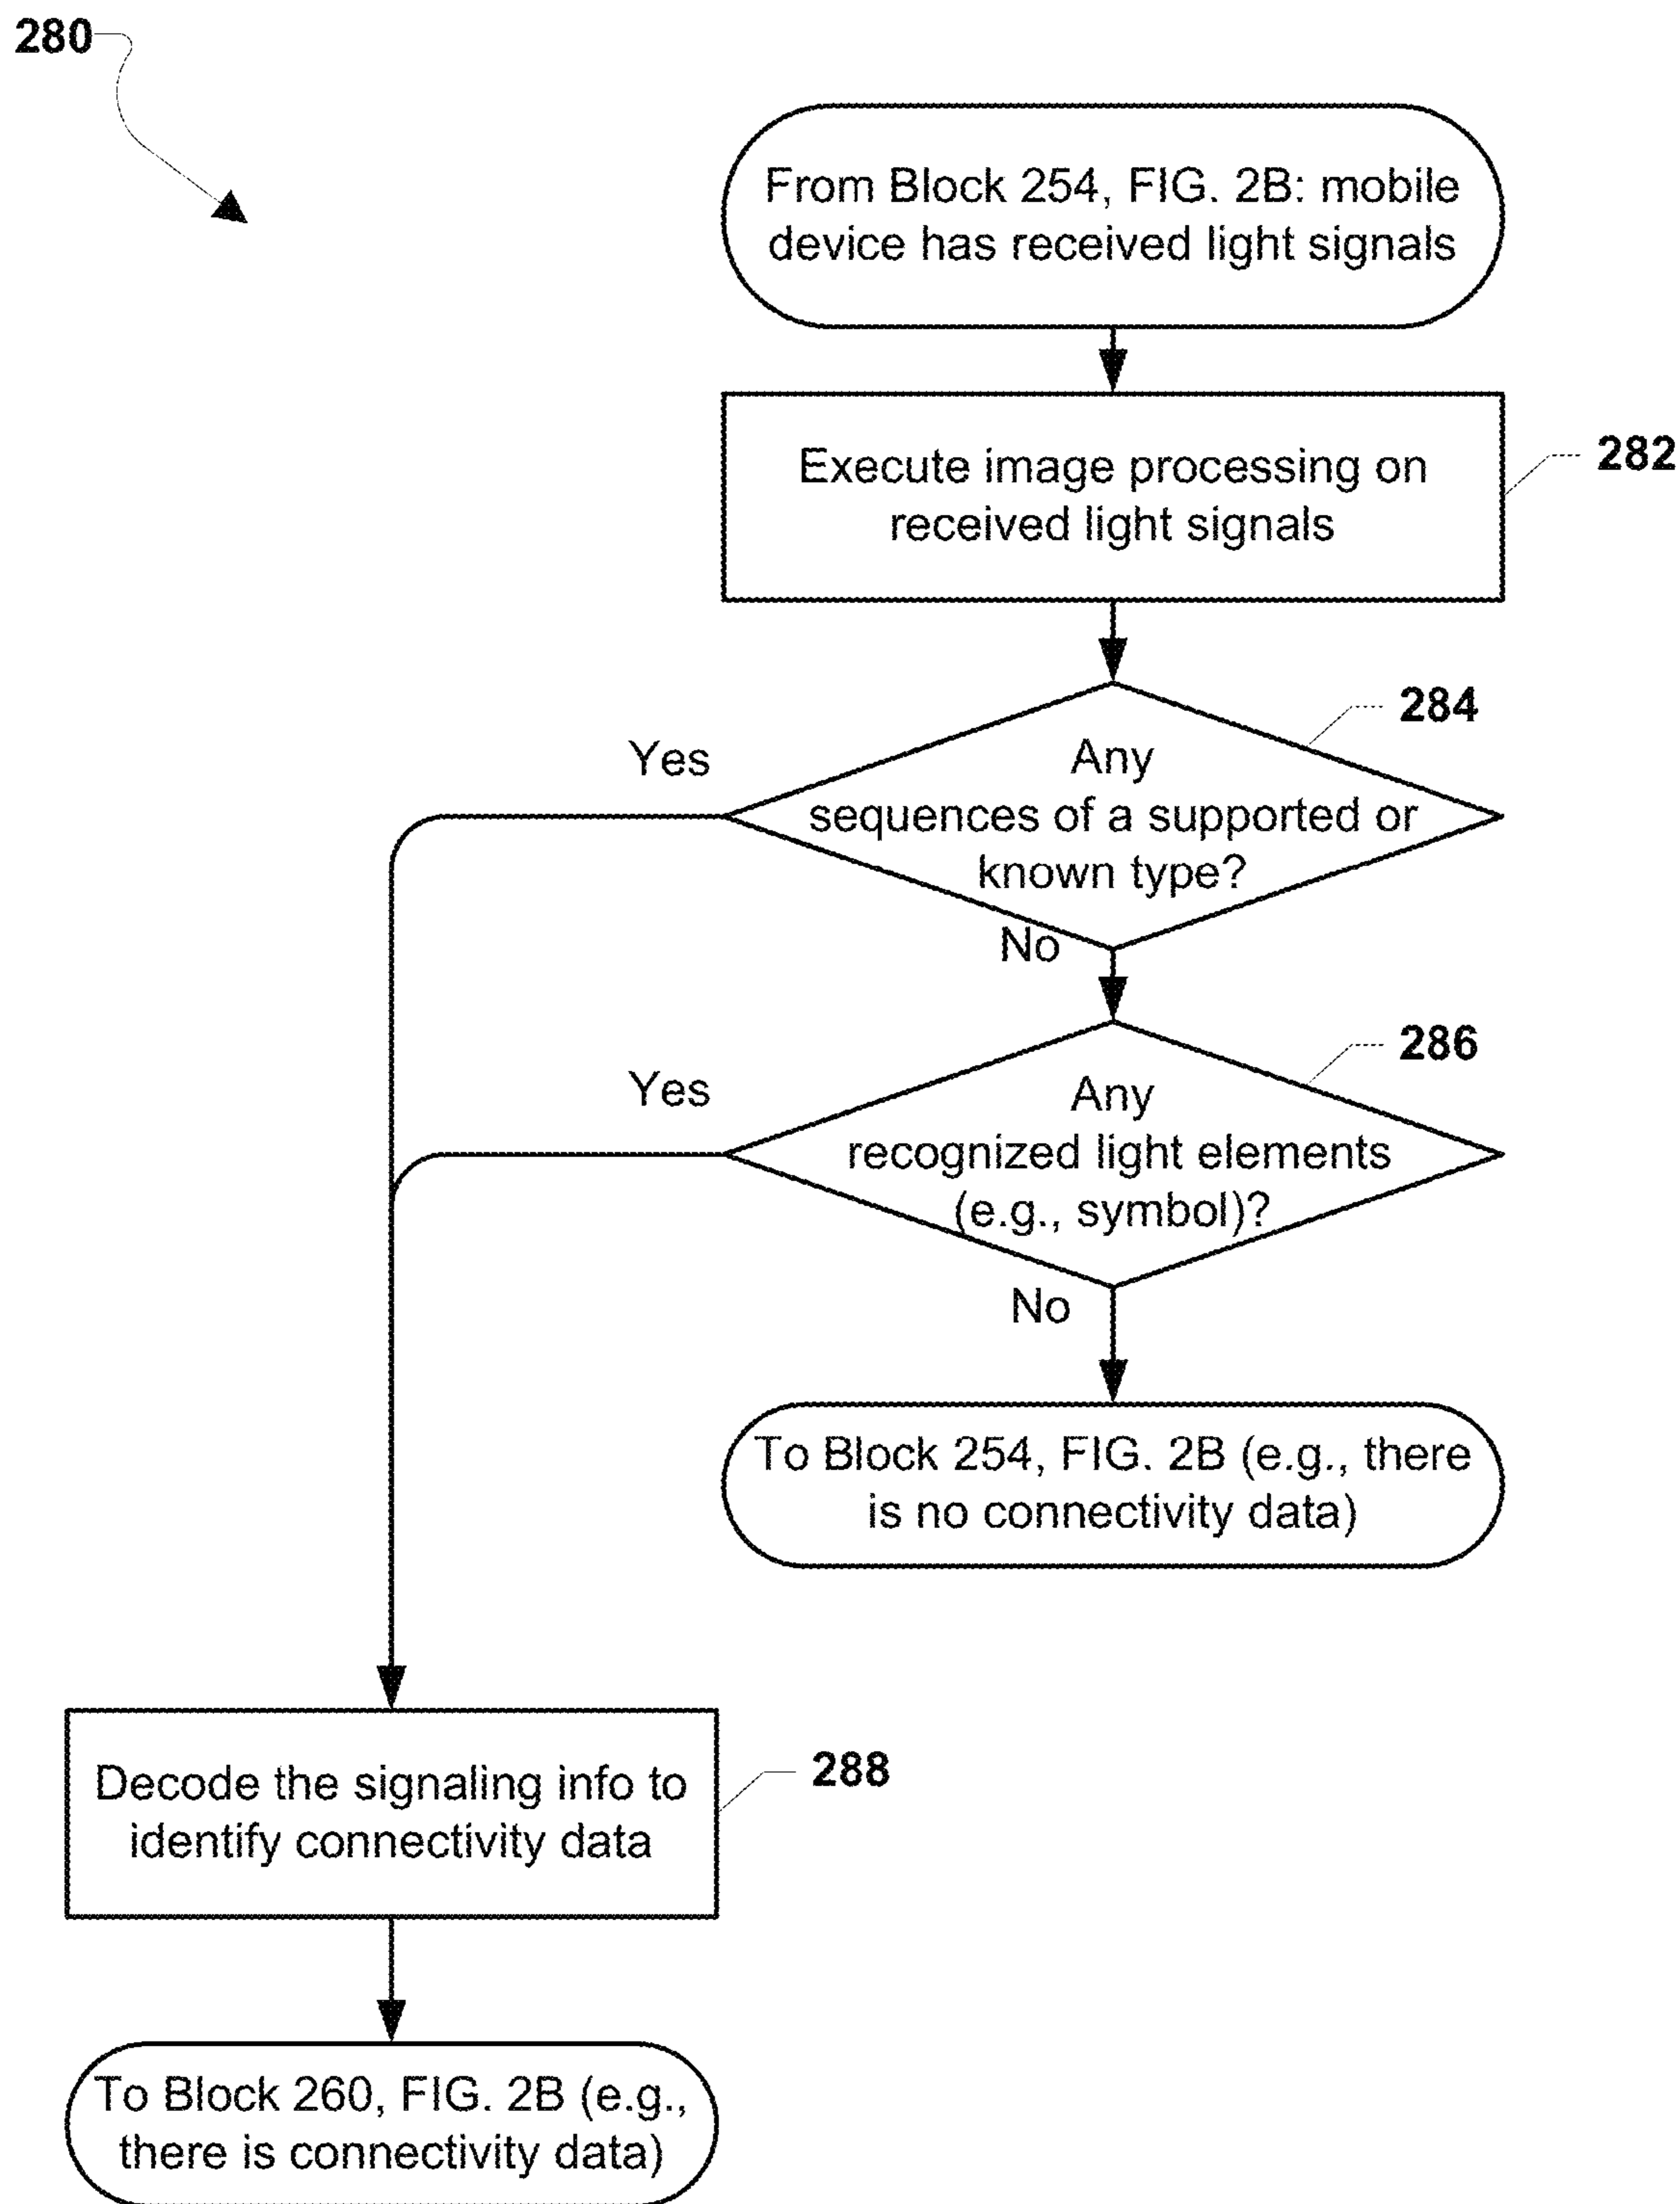 280
From Block 254, FIG. 2B: mobile
device has received light signals
Execute image processing on
received light signals
282
284
Yes
Any
sequences of a supported or
known type?
No
286
Yes
Any
recognized light elements
(e.g., symbol)?
No
To Block 254, FIG. 2B (e.g., there
is no connectivity data)
Decode the signaling info to
identify connectivity data
288
To Block 260, FIG. 2B (e.g.,
there is connectivity data)